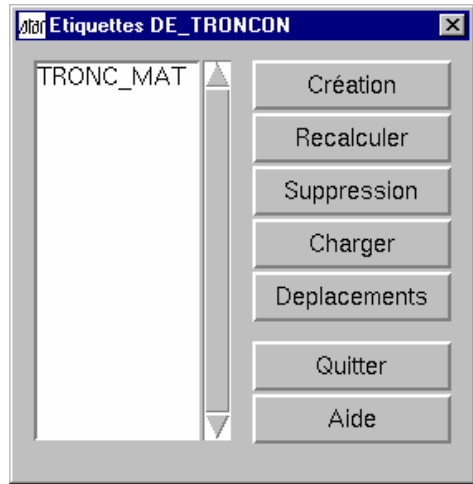 Etiquettes DE_TRONCON
TRONC_MAT
Création
Recalculer
Suppression
Charger
Deplacements
Quitter
Aide